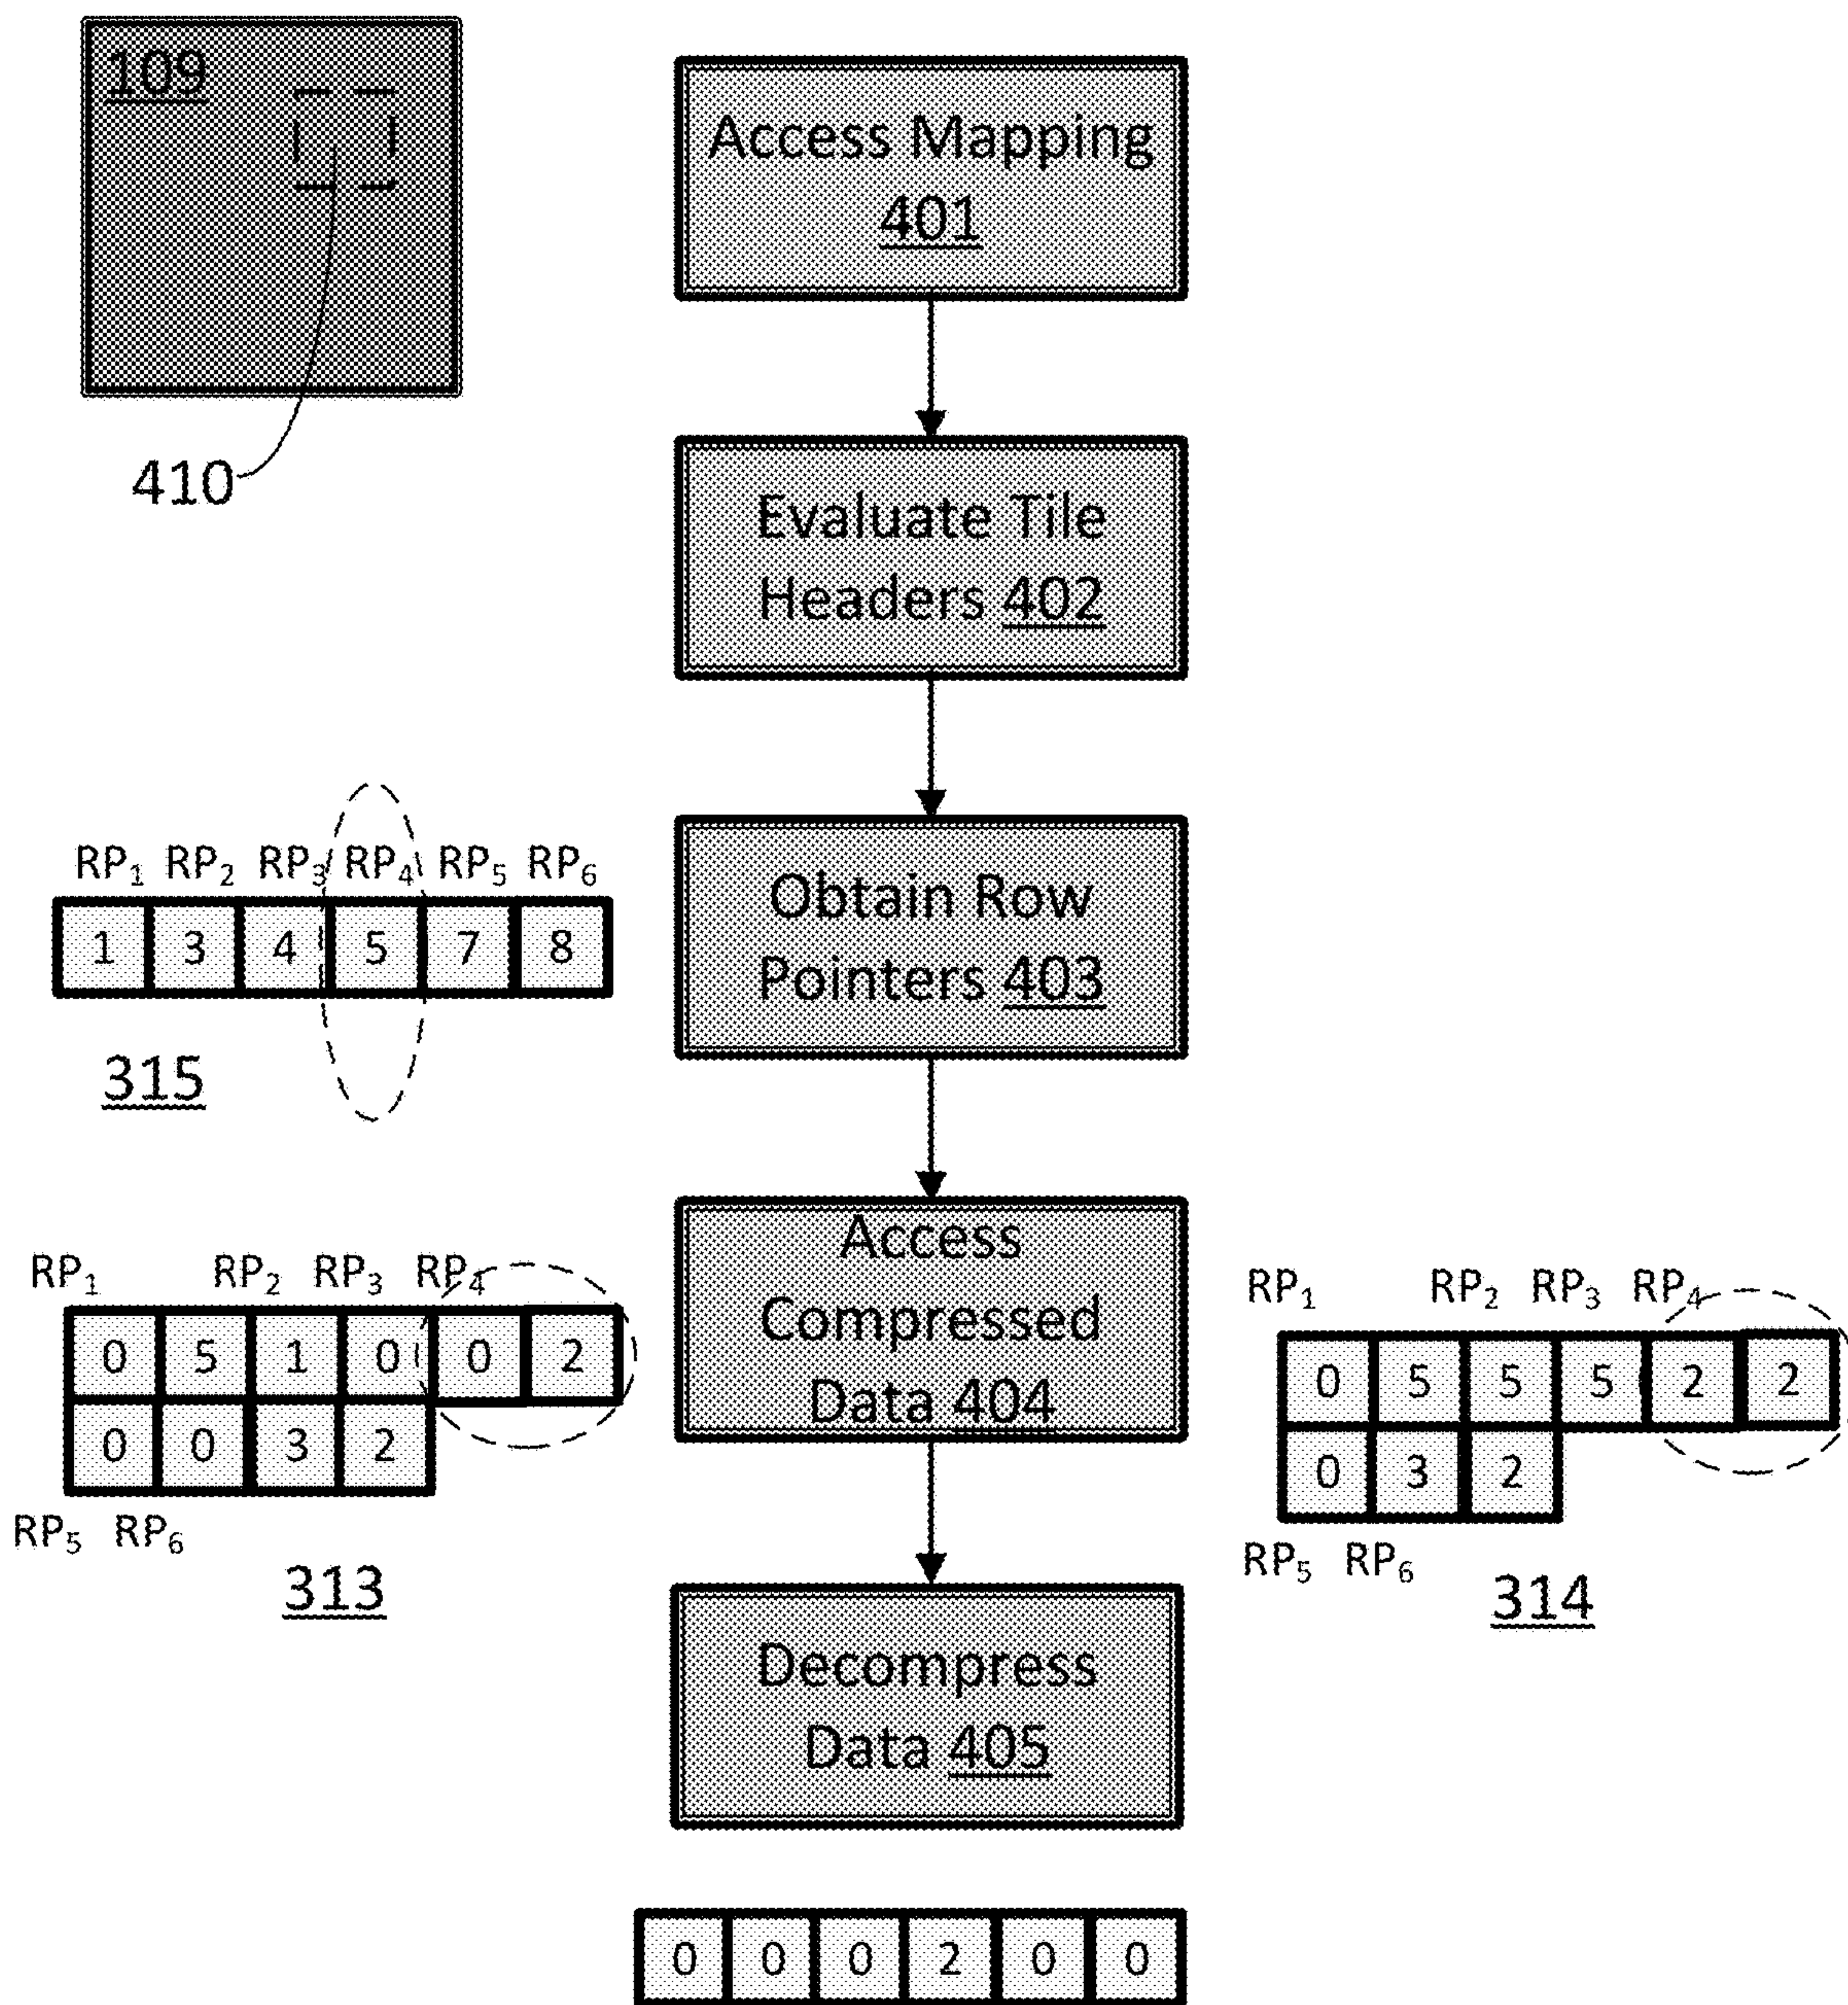 109
410
Access Mapping
401
Evaluate Tile
Headers 402
RP1 RP2 RP3 RP4 RP5 RP6
1 3 4 5 7 8
315
Obtain Row
Pointers 403
RP1 RP2 RP3 RP4
0 5 1 0 0 2
0 0 3 2
RP5 RP6
313
Access
Compressed
Data 404
RP1 RP2 RP3 RP4
0 5 5 5 2 2
0 3 2
RP5 RP6
314
Decompress
Data 405
0 0 0 2 0 0